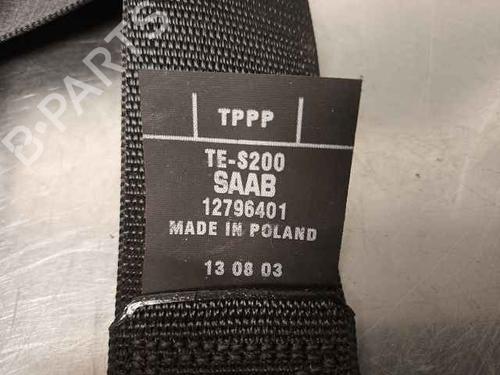 TPPP
TE-S200
SAAB
12796401
MADE IN POLAND
13 08 03
B-PARTS